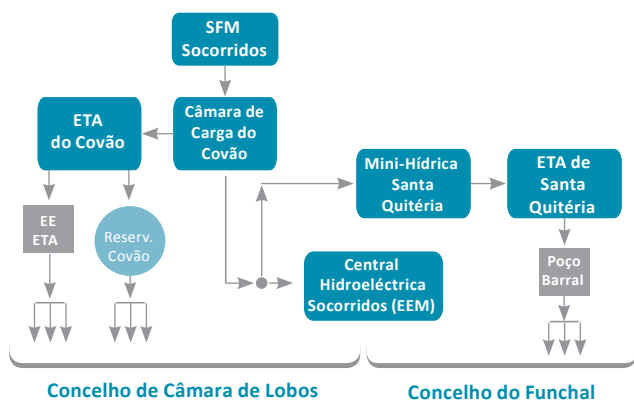 SFM
Socorridos
ETA
do Covão
Câmara de
Carga do
Covão
Mini-Hídrica
Santa
Quitéria
ETA de
Santa
Quitéria
EE
ETA
Reserv.
Covão
Central
Hidroeléctrica
Socorridos (EEM)
Poço
Barral
Concelho de Câmara de Lobos
Concelho do Funchal